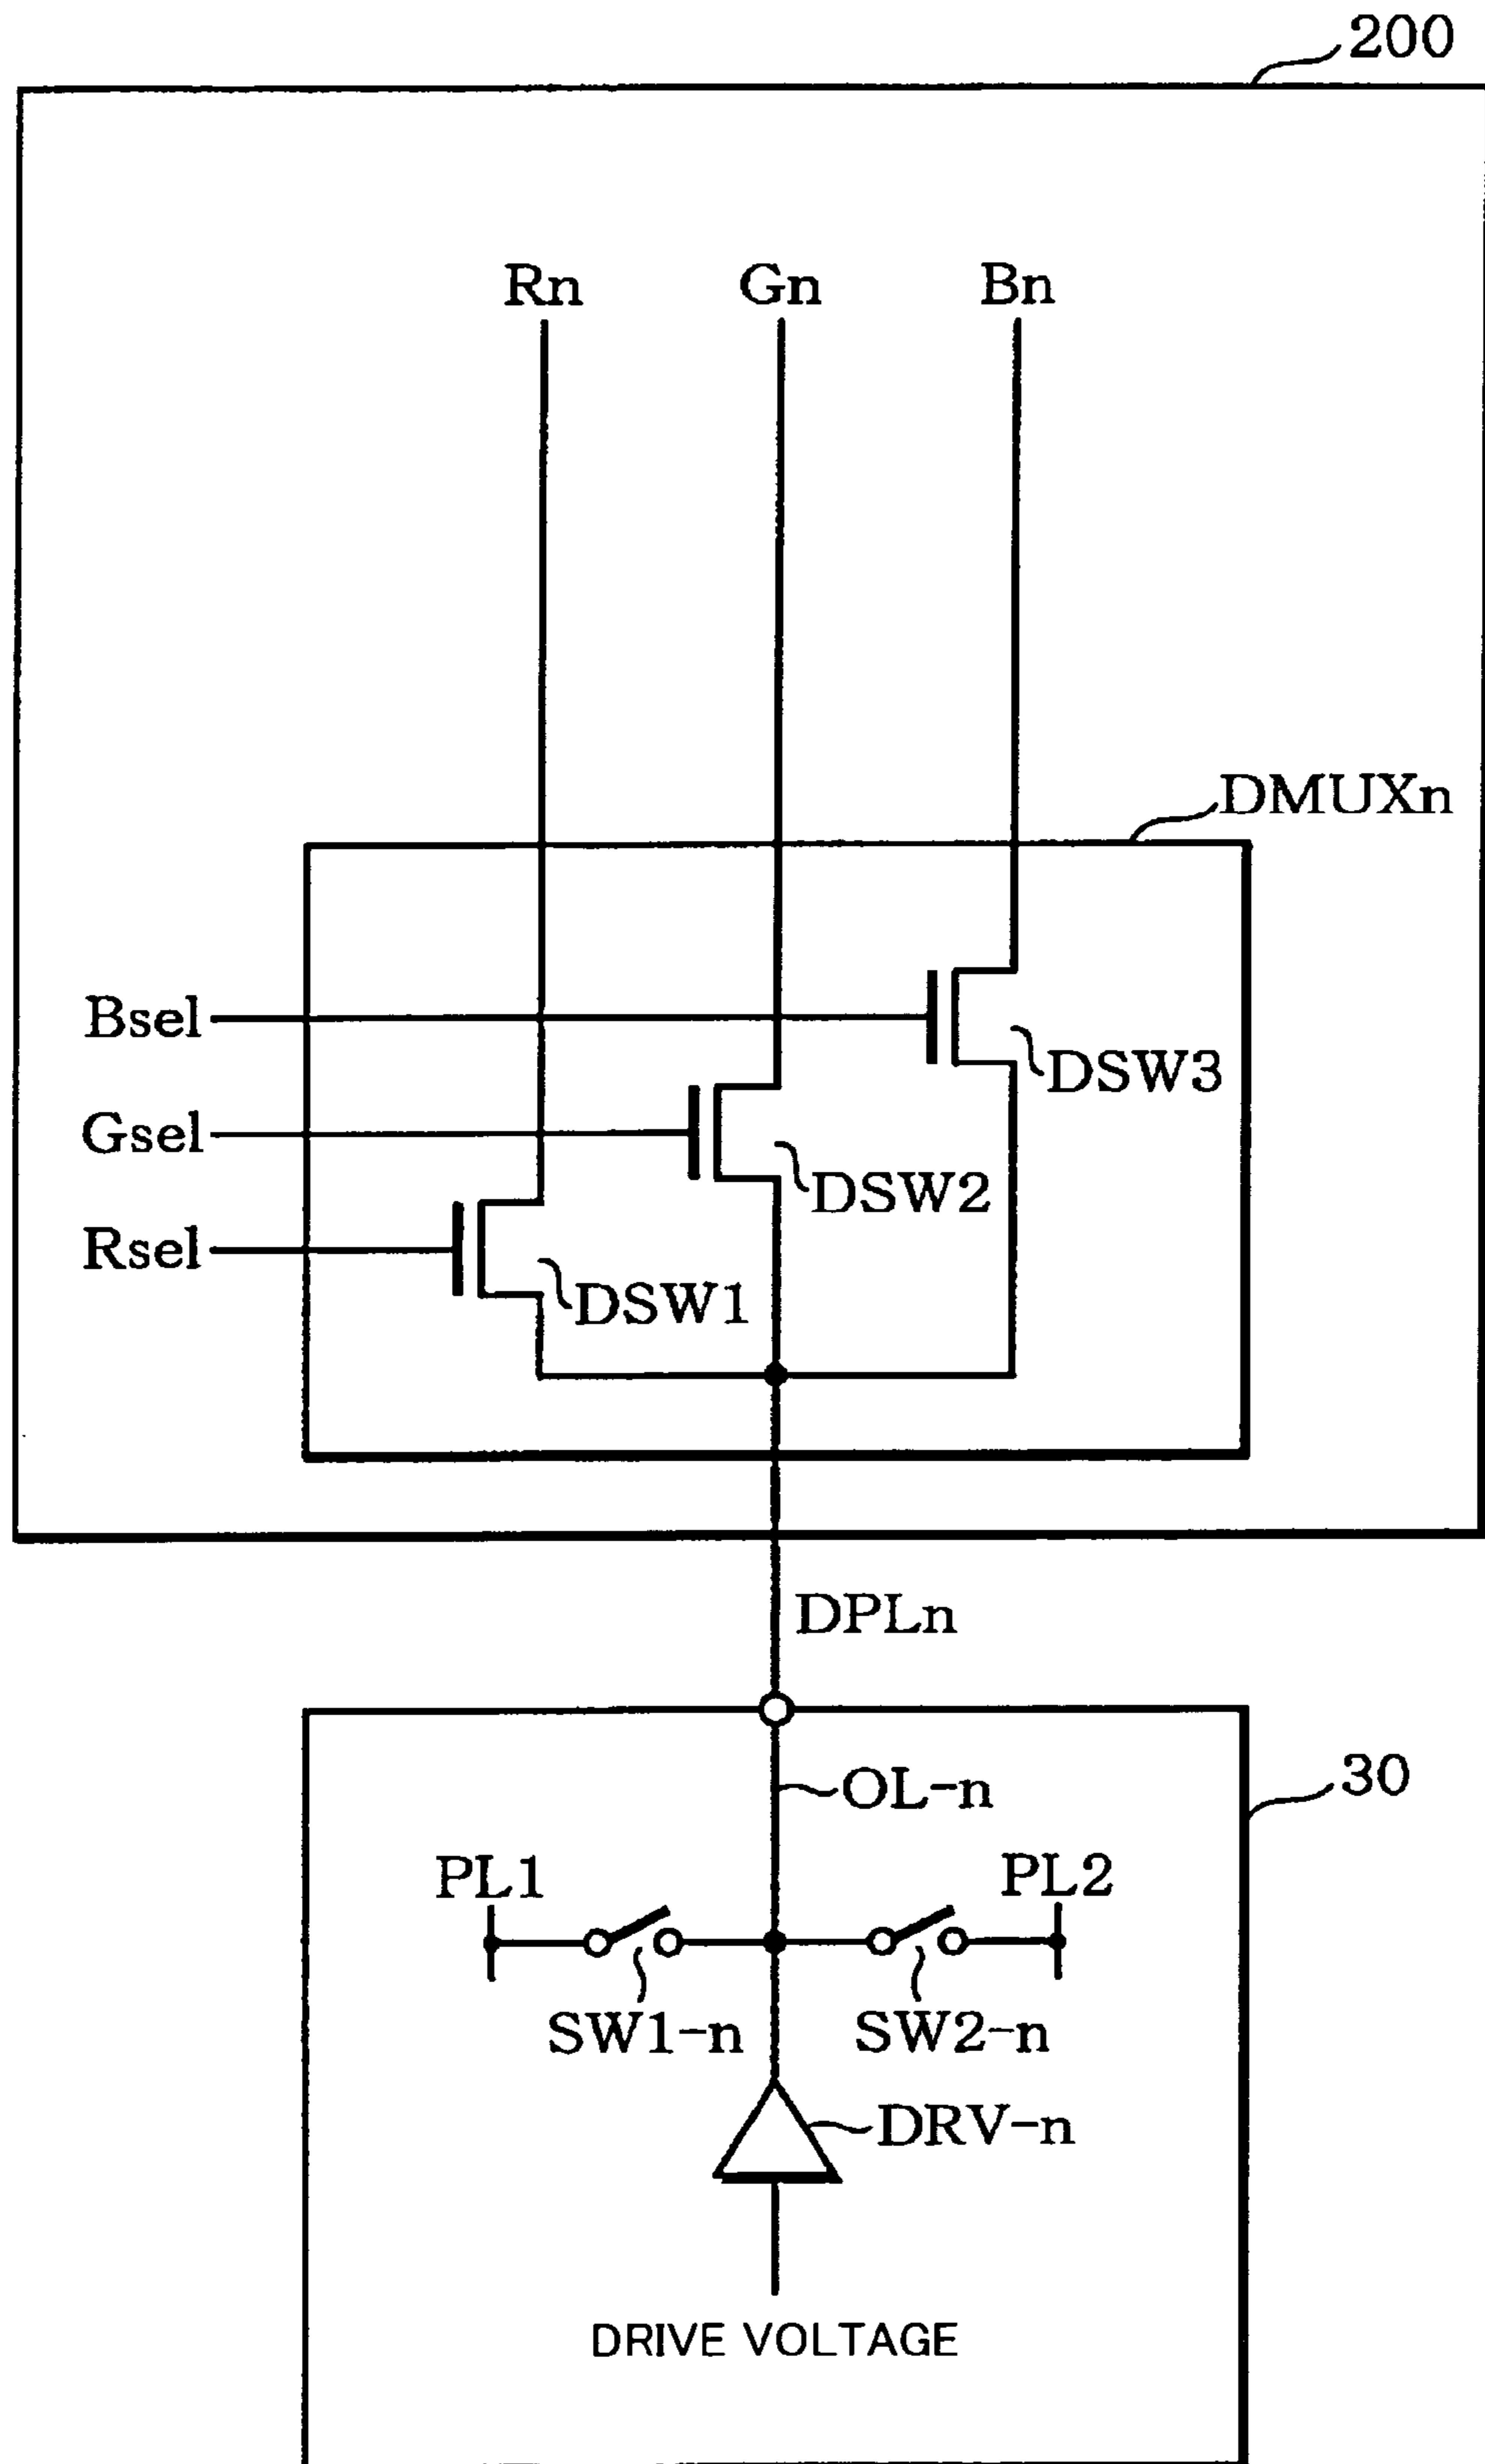 200
Rn Gn Bn
DMUXn
Bsel
DSW3
Gsel
DSW2
Rsel
DSW1
DPLn
OL-n
30
PL1 PL2
SW1-n SW2-n
DRV-n
DRIVE VOLTAGE